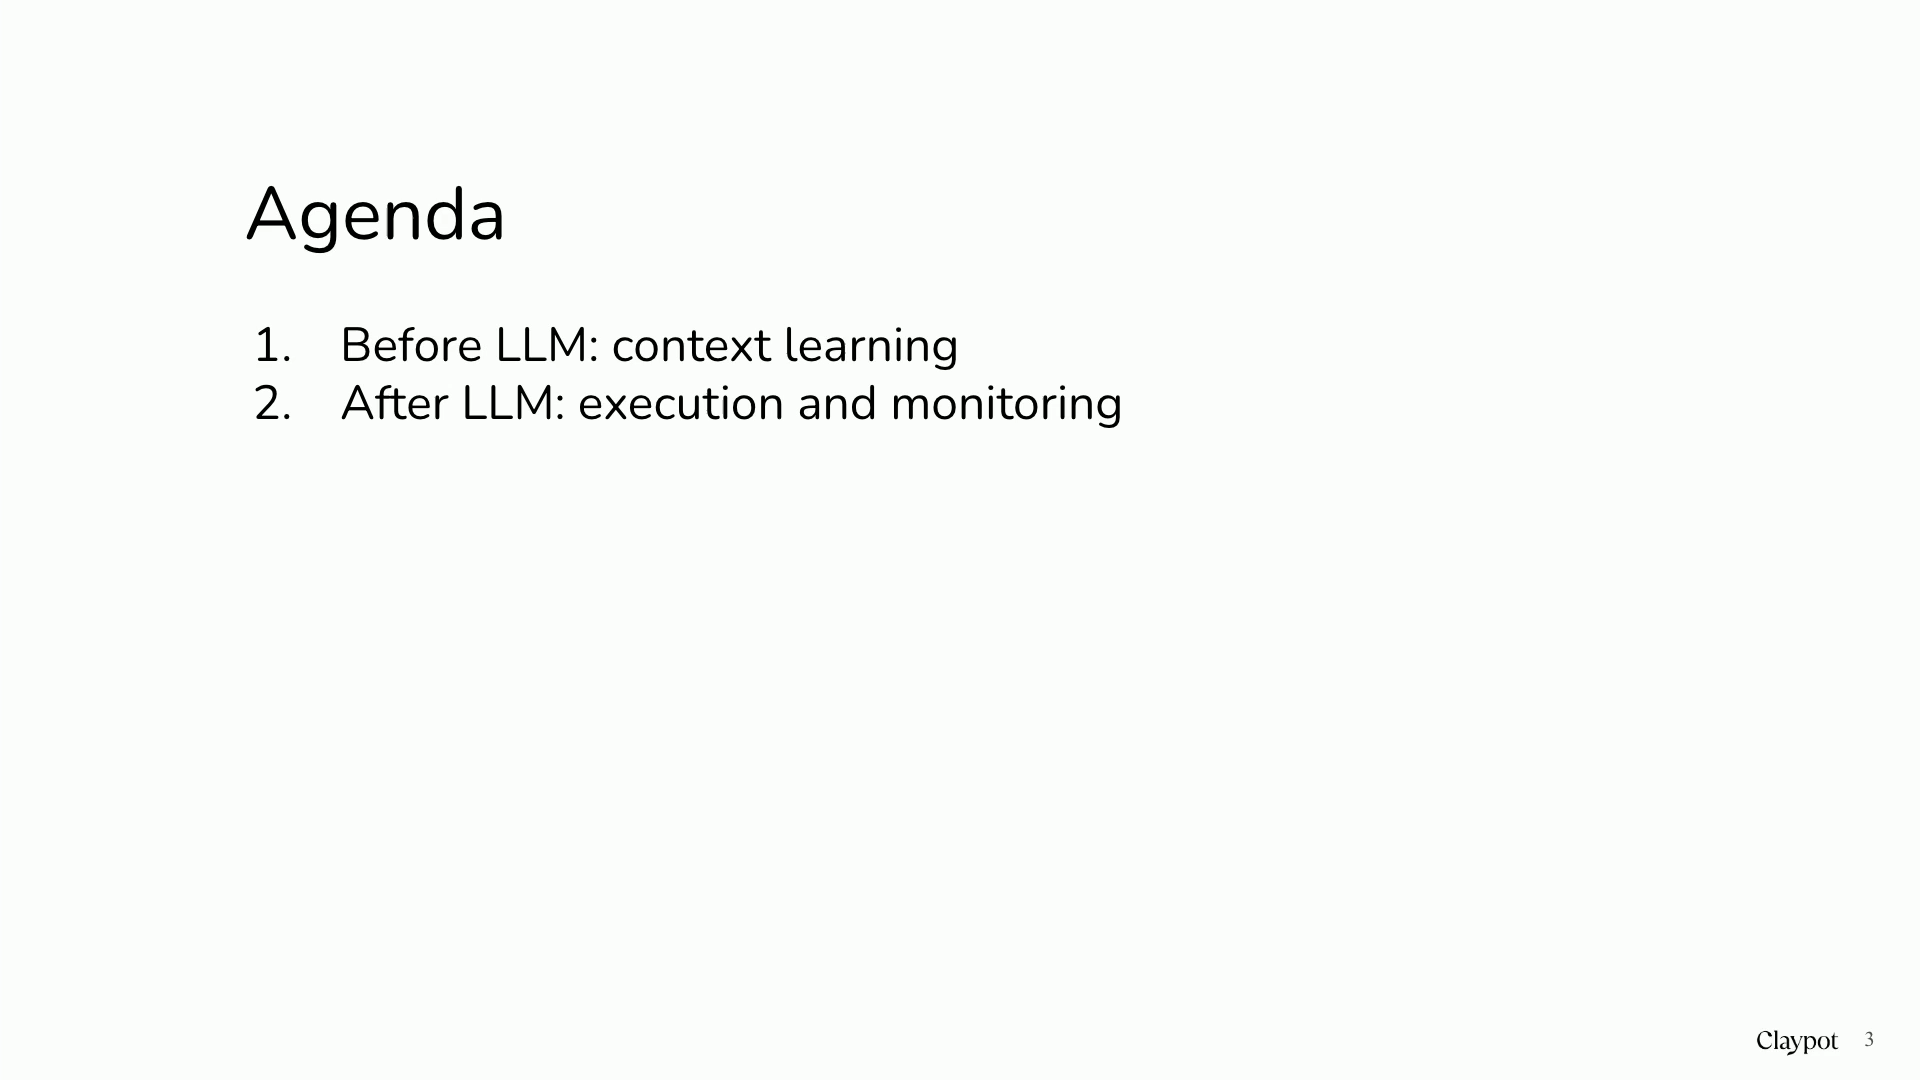 Agenda
1. Before LLM: context learning
2. After LLM: execution and monitoring
Claypot 3